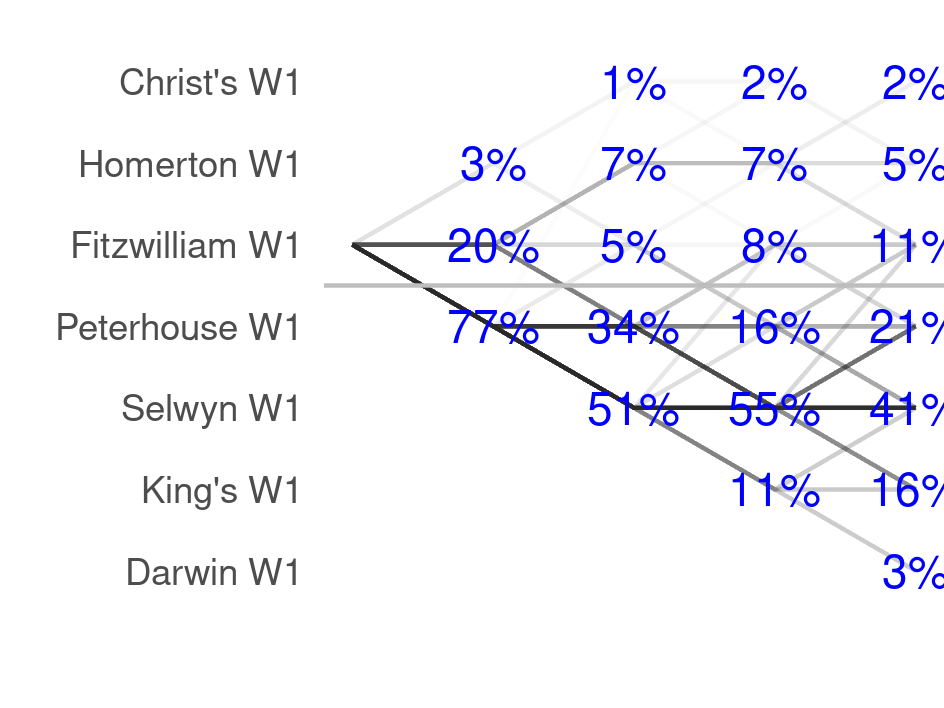 Christ's W1 1% 2% 2%
Homerton W1 3% 7% 7% 5%
Fitzwilliam W1 20% 5% 8% 11%
Peterhouse W1 77% 34% 16% 21%
Selwyn W1 51% 55% 41%
King's W1 11% 16%
Darwin W1 3%